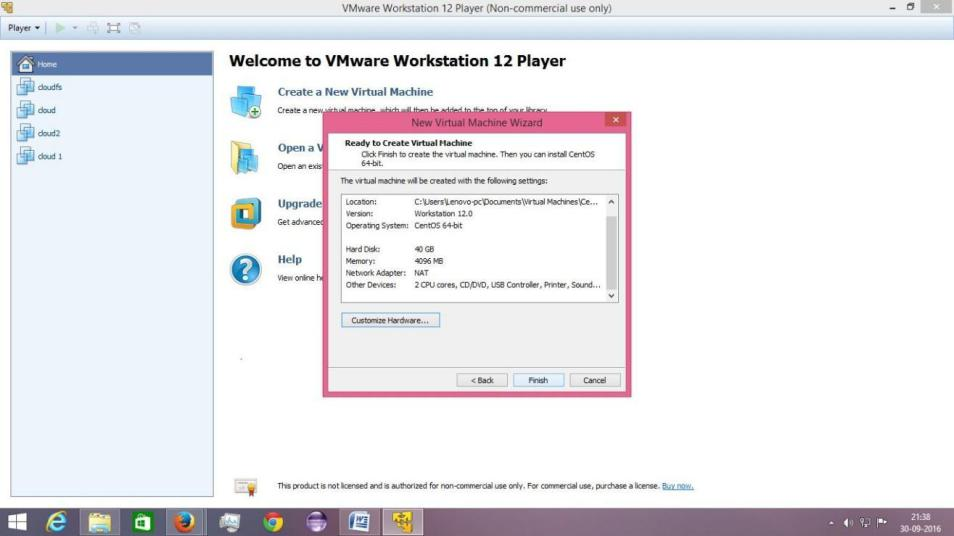 VMware Workstation 12 Player (Non-commercial use only)
Player
Home
cloudfs
cloud
cloud2
cloud 1
Welcome to VMware Workstation 12 Player
Create a New Virtual Machine
Create a new virtual machine, which will then be added to the top of your library.
Open a V
Open an exis
Upgrade
Get advanced
Help
View online he
New Virtual Machine Wizard
Ready to Create Virtual Machine
Click Finish to create the virtual machine. Then you can install CentOS
64-bit.
The virtual machine will be created with the following settings:
Location: C:\Users\Lenovo-pc\Documents\Virtual Machines\Ce...
Version: Workstation 12.0
Operating System: CentOS 64-bit
Hard Disk: 40 GB
Memory: 4096 MB
Network Adapter: NAT
Other Devices: 2 CPU cores, CD/DVD, USB Controller, Printer, Sound...
Customize Hardware...
< Back Finish Cancel
This product is not licensed and is authorized for non-commercial use only. For commercial use, purchase a license. Buy now.
21:38
30-09-2016